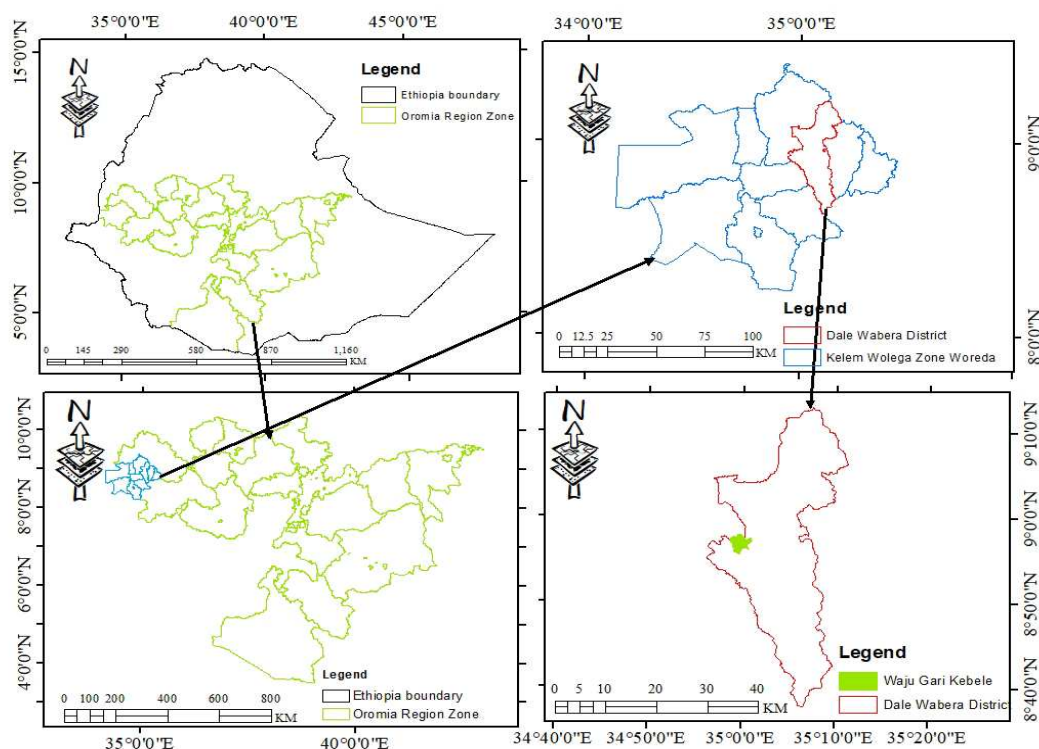 35°0'0"E 40°0'0"E 45°0'0"E
15°0'0"N
10°0'0"N
5°0'0"N
N
Legend
Ethiopia boundary
Oromia Region Zone
0 145 290 580 870 1,160
KM
34°0'0"E 35°0'0"E
9°0'0"N
8°0'0"N
N
Legend
Dale Wabera District
Kelem Wolega Zone Woreda
0 12.5 25 50 75 100
KM
10°0'0"N
8°0'0"N
6°0'0"N
4°0'0"N
N
Legend
Ethiopia boundary
Oromia Region Zone
0 100 200 400 600 800
KM
35°0'0"E 40°0'0"E
N
9°10'0"N
9°0'0"N
8°50'0"N
8°40'0"N
Legend
Waju Gari Kebele
Dale Wabera District
0 5 10 20 30 40
KM
34°40'0"E 34°50'0"E 35°0'0"E 35°10'0"E 35°20'0"E